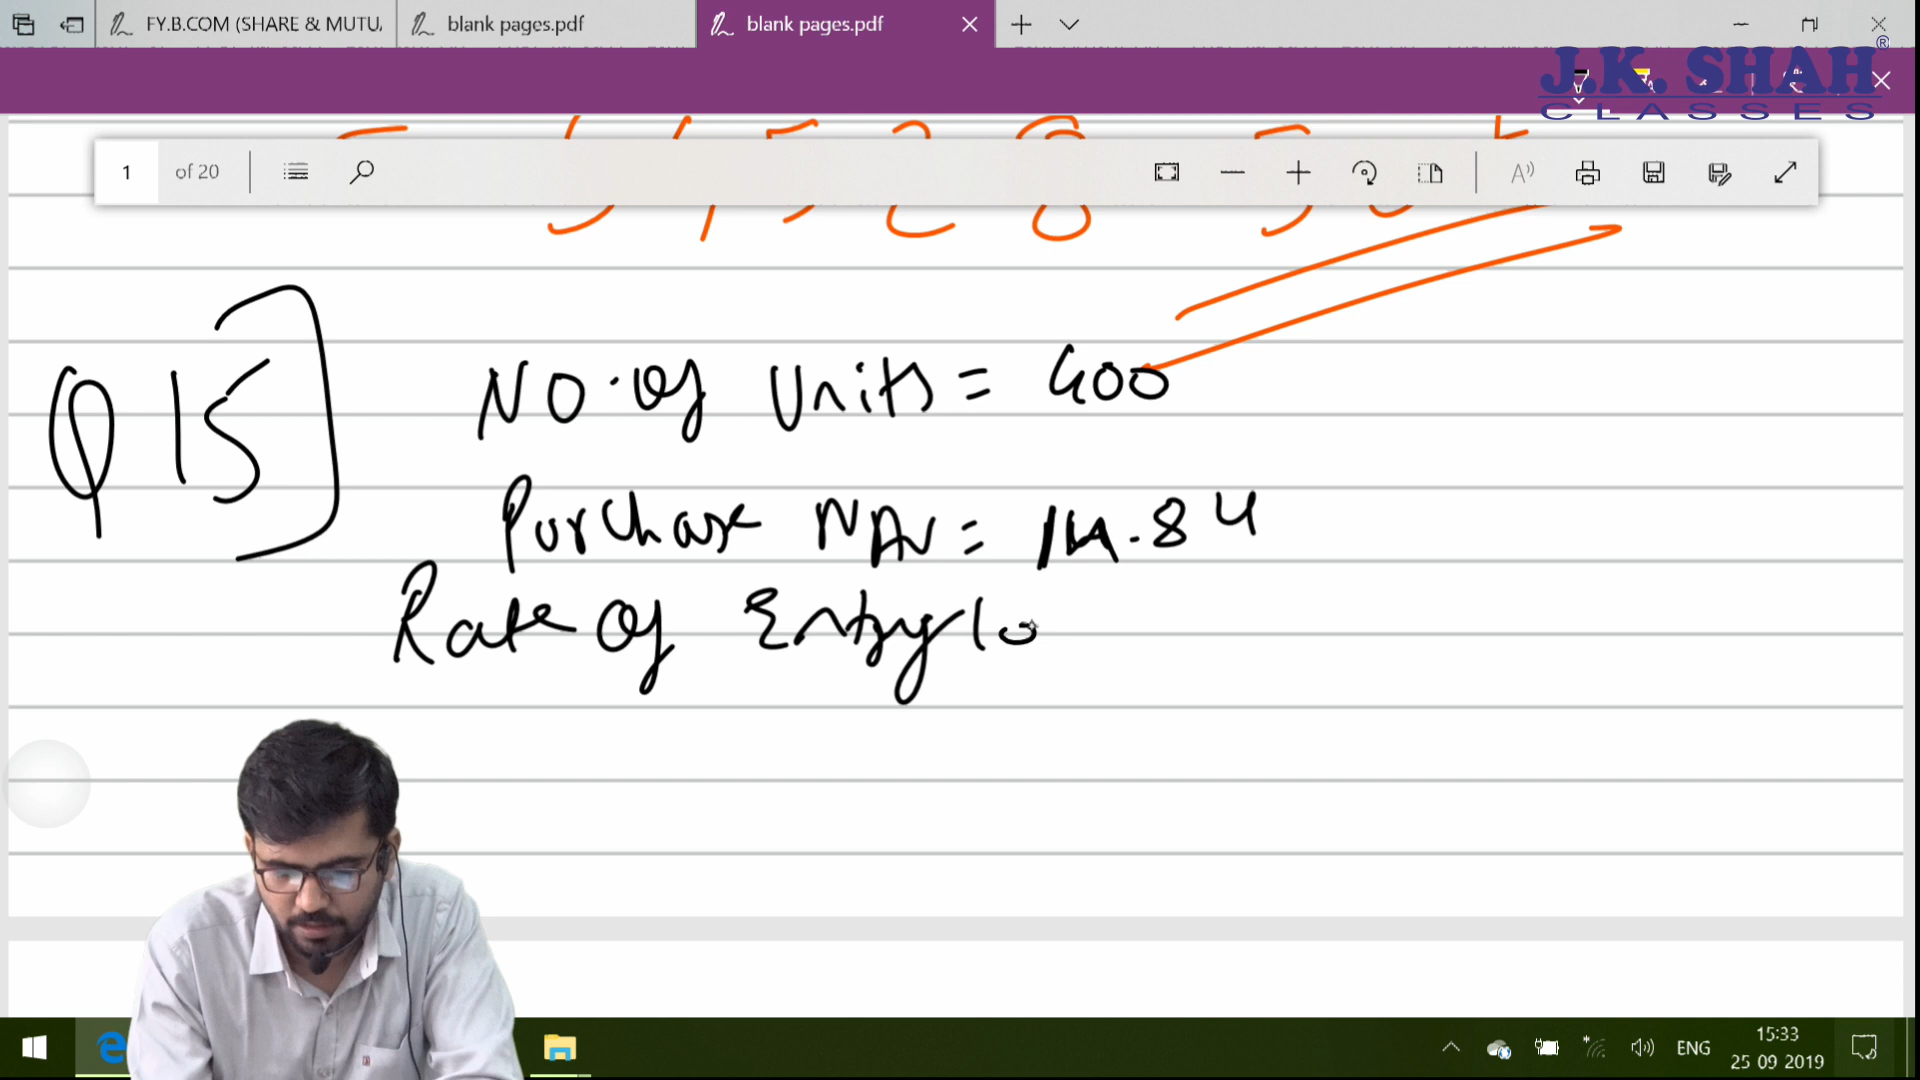 FY.B.COM (SHARE & MUTU
blank pages.pdf
blank pages.pdf
J.K. SHAH
®
CLASSES
1 of 20
Q 15
No. of Units = 400
Purchase NAV = 14.84
Rate of Entry lo
ENG
15:33
25 09 2019